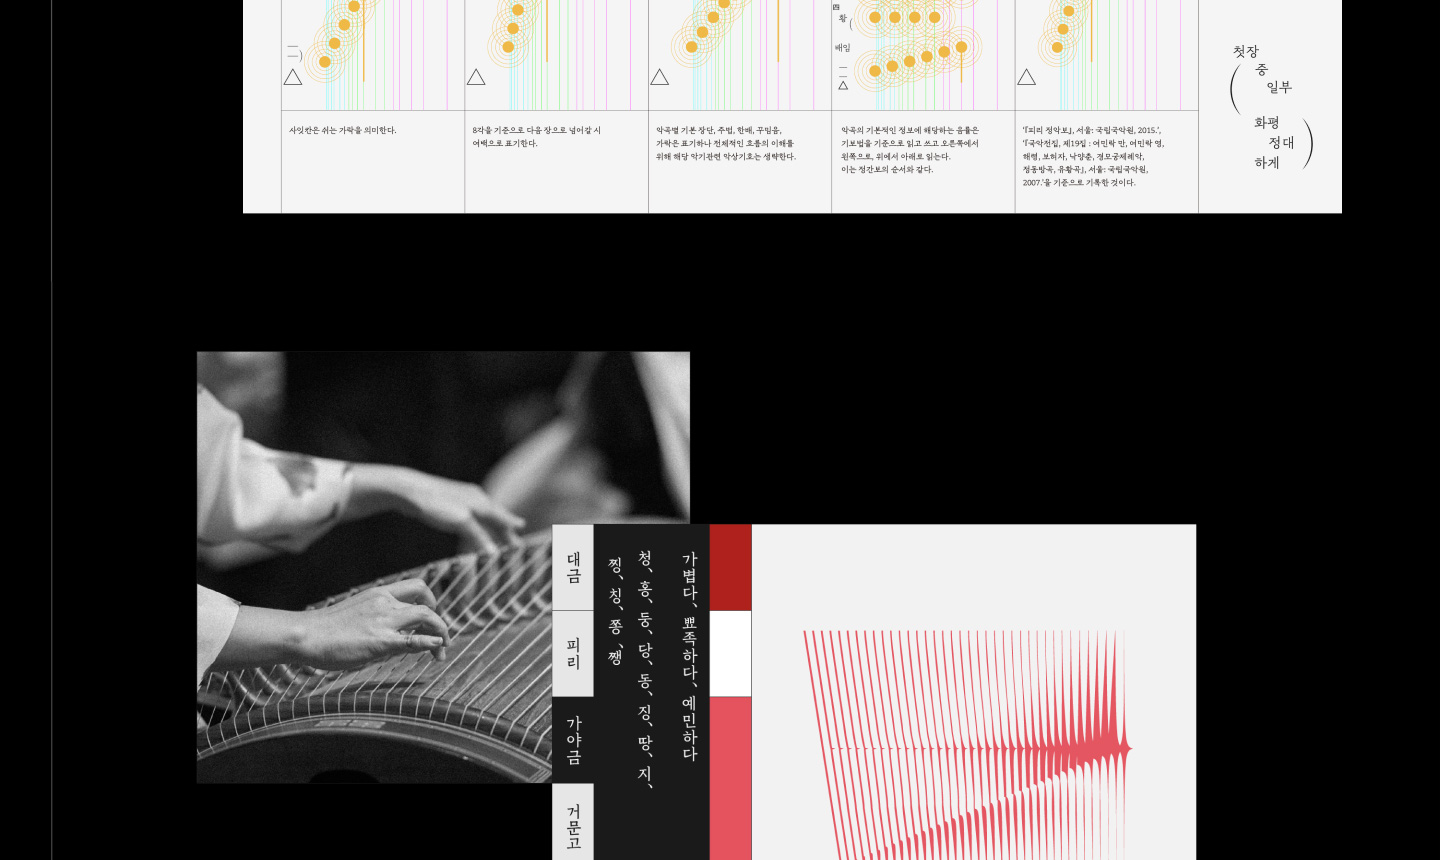 四
황
배임
사잇칸은 쉬는 가락을 의미한다.
8각을 기준으로 다음 장으로 넘어갈 시
여백으로 표기한다.
악곡별 기본 장단, 주법, 한배, 꾸밈음,
가락은 표기하나 전체적인 흐름의 이해를
위해 해당 악기관련 악상기호는 생략한다.
악곡의 기본적인 정보에 해당하는 음률은
기보법을 기준으로 읽고 쓰고 오른쪽에서
왼쪽으로, 위에서 아래로 읽는다.
이는 정간보의 순서와 같다.
'『피리 정악보』, 서울: 국립국악원, 2015.',
'『국악전집, 제19집 : 여민락 만, 여민락 영,
해령, 보허자, 낙양춘, 경모궁제례악,
정동방곡, 유황곡』, 서울: 국립국악원,
2007.'을 기준으로 기록한 것이다.
첫장
중
일부
화평
정대
하게
대금
피리
가야금
거문고
가볍다、뾰족하다、예민하다
청、흥、둥、당、동、징、땅、지、
찡、칭、쫑、쨍